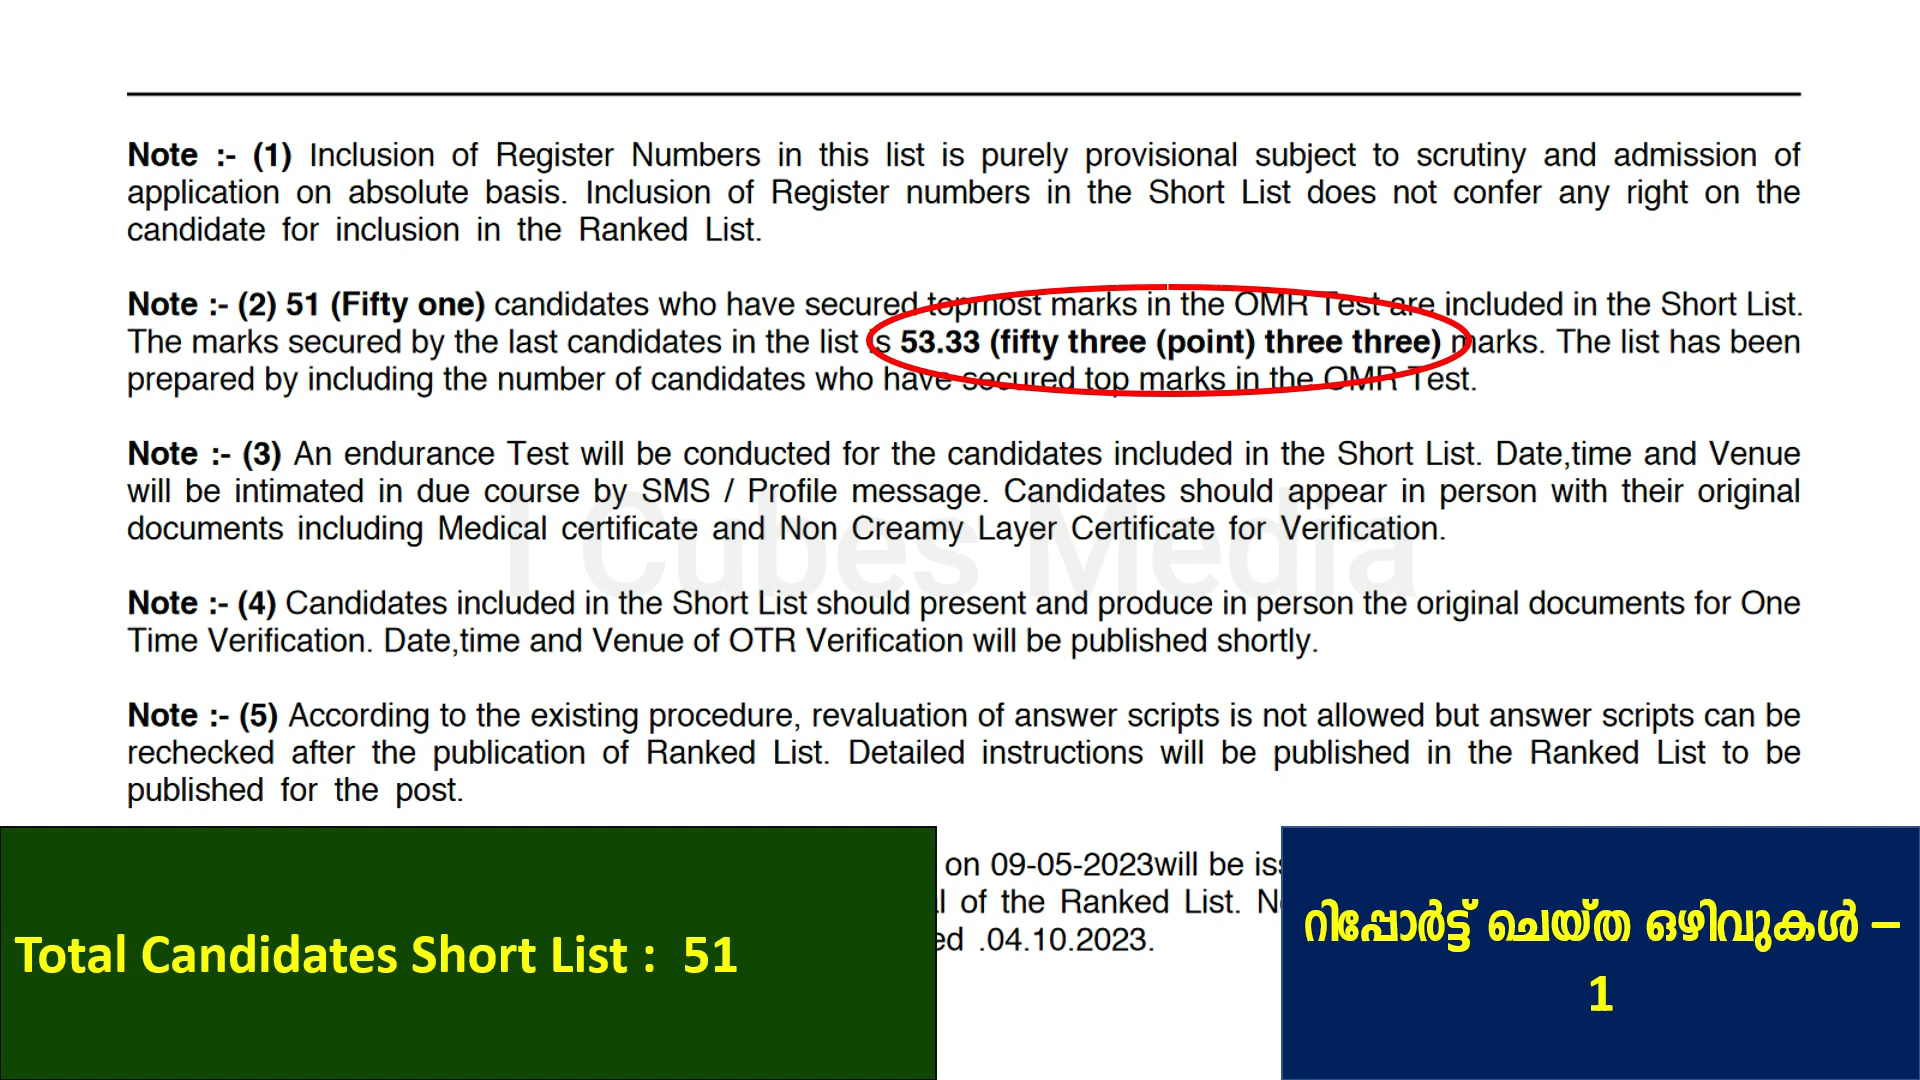 Note :- (1) Inclusion of Register Numbers in this list is purely provisional subject to scrutiny and admission of
application on absolute basis. Inclusion of Register numbers in the Short List does not confer any right on the
candidate for inclusion in the Ranked List.
Note :- (2) 51 (Fifty one) candidates who have secured topmost marks in the OMR Test are included in the Short List.
The marks secured by the last candidates in the list is 53.33 (fifty three (point) three three) marks. The list has been
prepared by including the number of candidates who have secured top marks in the OMR Test.
Note :- (3) An endurance Test will be conducted for the candidates included in the Short List. Date,time and Venue
will be intimated in due course by SMS / Profile message. Candidates should appear in person with their original
documents including Medical certificate and Non Creamy Layer Certificate for Verification.
I Cubes Media
Note :- (4) Candidates included in the Short List should present and produce in person the original documents for One
Time Verification. Date,time and Venue of OTR Verification will be published shortly.
Note :- (5) According to the existing procedure, revaluation of answer scripts is not allowed but answer scripts can be
rechecked after the publication of Ranked List. Detailed instructions will be published in the Ranked List to be
published for the post.
on 09-05-2023will be
of the Ranked List.
.04.10.2023.
Total Candidates Short List : 51
റിപ്പോർട്ട് ചെയ്ത ഒഴിവുകൾ –
1